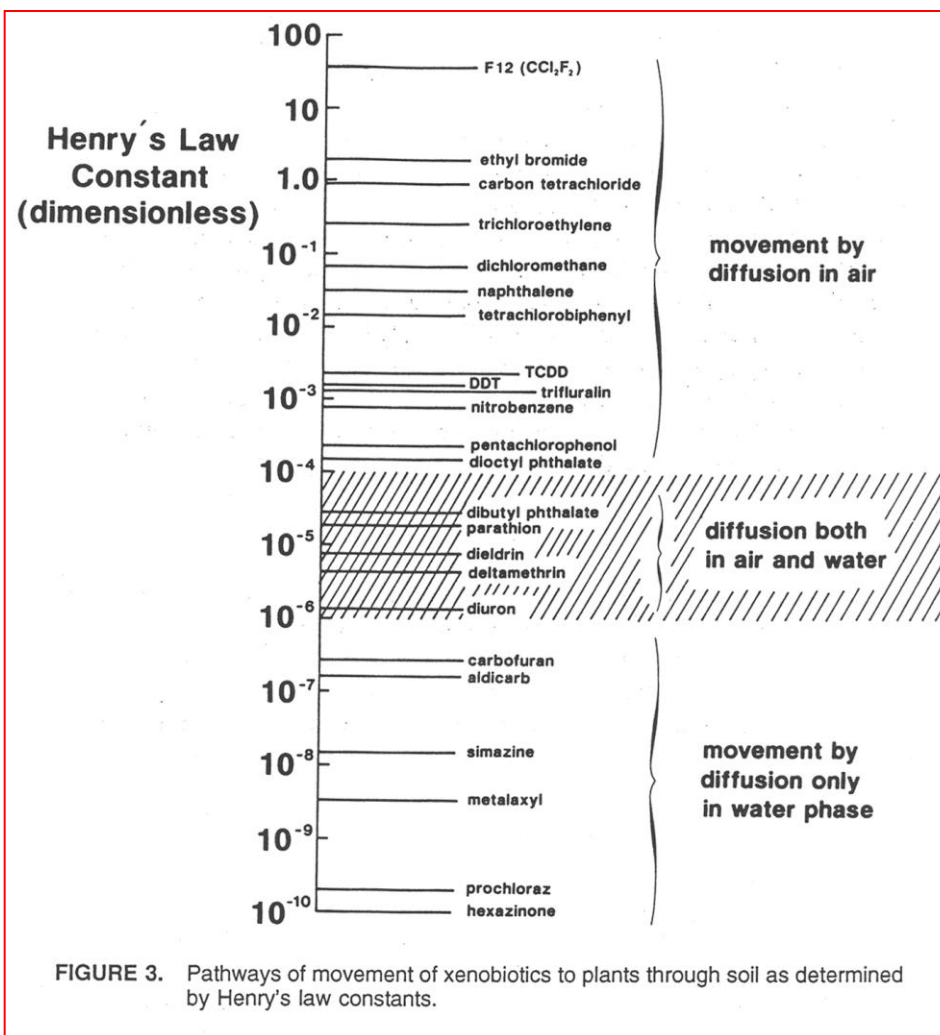 100
F12 (CCl₂F₂)
10
Henry´s Law
Constant
(dimensionless)
ethyl bromide
1.0
carbon tetrachloride
trichloroethylene
10⁻¹
movement by
diffusion in air
dichloromethane
naphthalene
10⁻²
tetrachlorobiphenyl
TCDD
DDT
trifluralin
10⁻³
nitrobenzene
pentachlorophenol
dioctyl phthalate
10⁻⁴
dibutyl phthalate
parathion
diffusion both
in air and water
10⁻⁵
dieldrin
deltamethrin
10⁻⁶
diuron
carbofuran
aldicarb
10⁻⁷
simazine
10⁻⁸
movement by
diffusion only
in water phase
metalaxyl
10⁻⁹
prochloraz
10⁻¹⁰
hexazinone
FIGURE 3. Pathways of movement of xenobiotics to plants through soil as determined
by Henry's law constants.